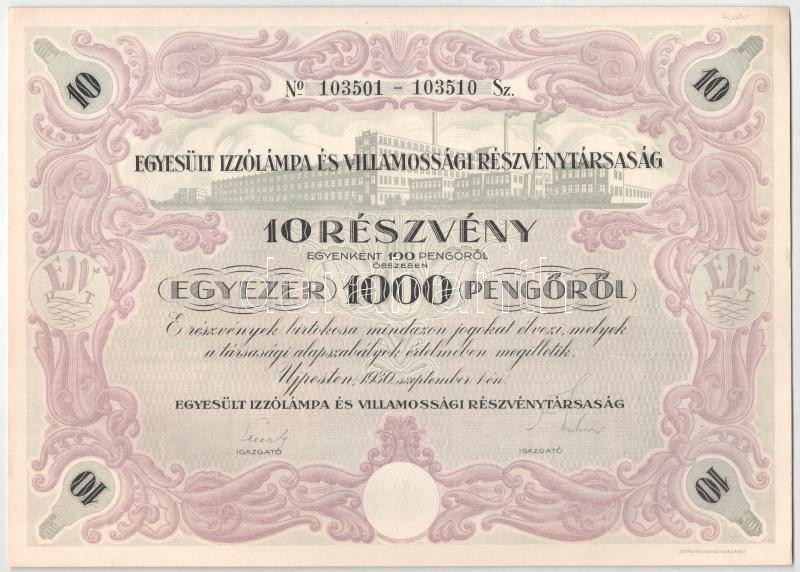 10 10
Nº 103501 - 103510 Sz.
EGYESÜLT IZZÓLÁMPA ÉS VILLAMOSSÁGI RÉSZVÉNYTÁRSASÁG
10 RÉSZVÉNY
EGYENKÉNT 100 PENGŐRŐL
ÖSSZESEN
EGYEZER 1000 PENGŐRŐL
E részvények birtokosa mindazon jogokat élvezi, melyek
a társasági alapszabályok értelmében megilletik.
Ujpesten, 1930. szeptember 1-én.
EGYESÜLT IZZÓLÁMPA ÉS VILLAMOSSÁGI RÉSZVÉNYTÁRSASÁG
IGAZGATÓ IGAZGATÓ
10 10